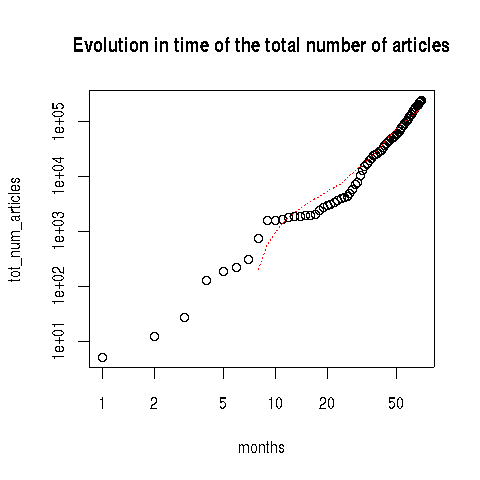 Evolution in time of the total number of articles
tot_num_articles
1e+05
1e+04
1e+03
1e+02
1e+01
1 2 5 10 20 50
months